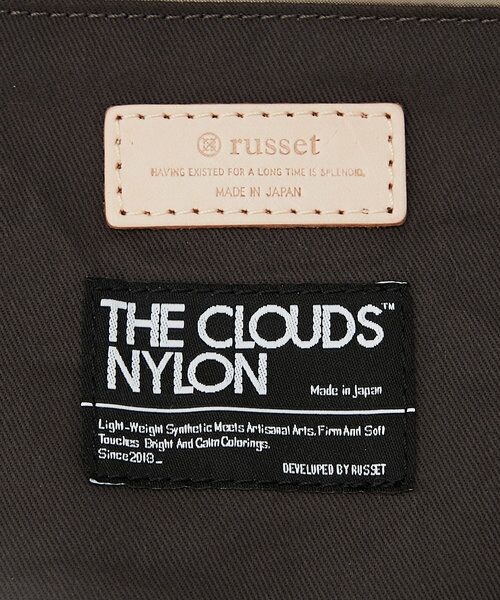 russet
HAVING EXISTED FOR A LONG TIME IS SPLENDID.
MADE IN JAPAN
THE CLOUDS™
NYLON
Made in Japan
Light-Weight Synthetic Meets Artisanal Arts. Firm And Soft
Touches Bright And Calm Colorings.
Since2018_
DEVELOPED BY RUSSET